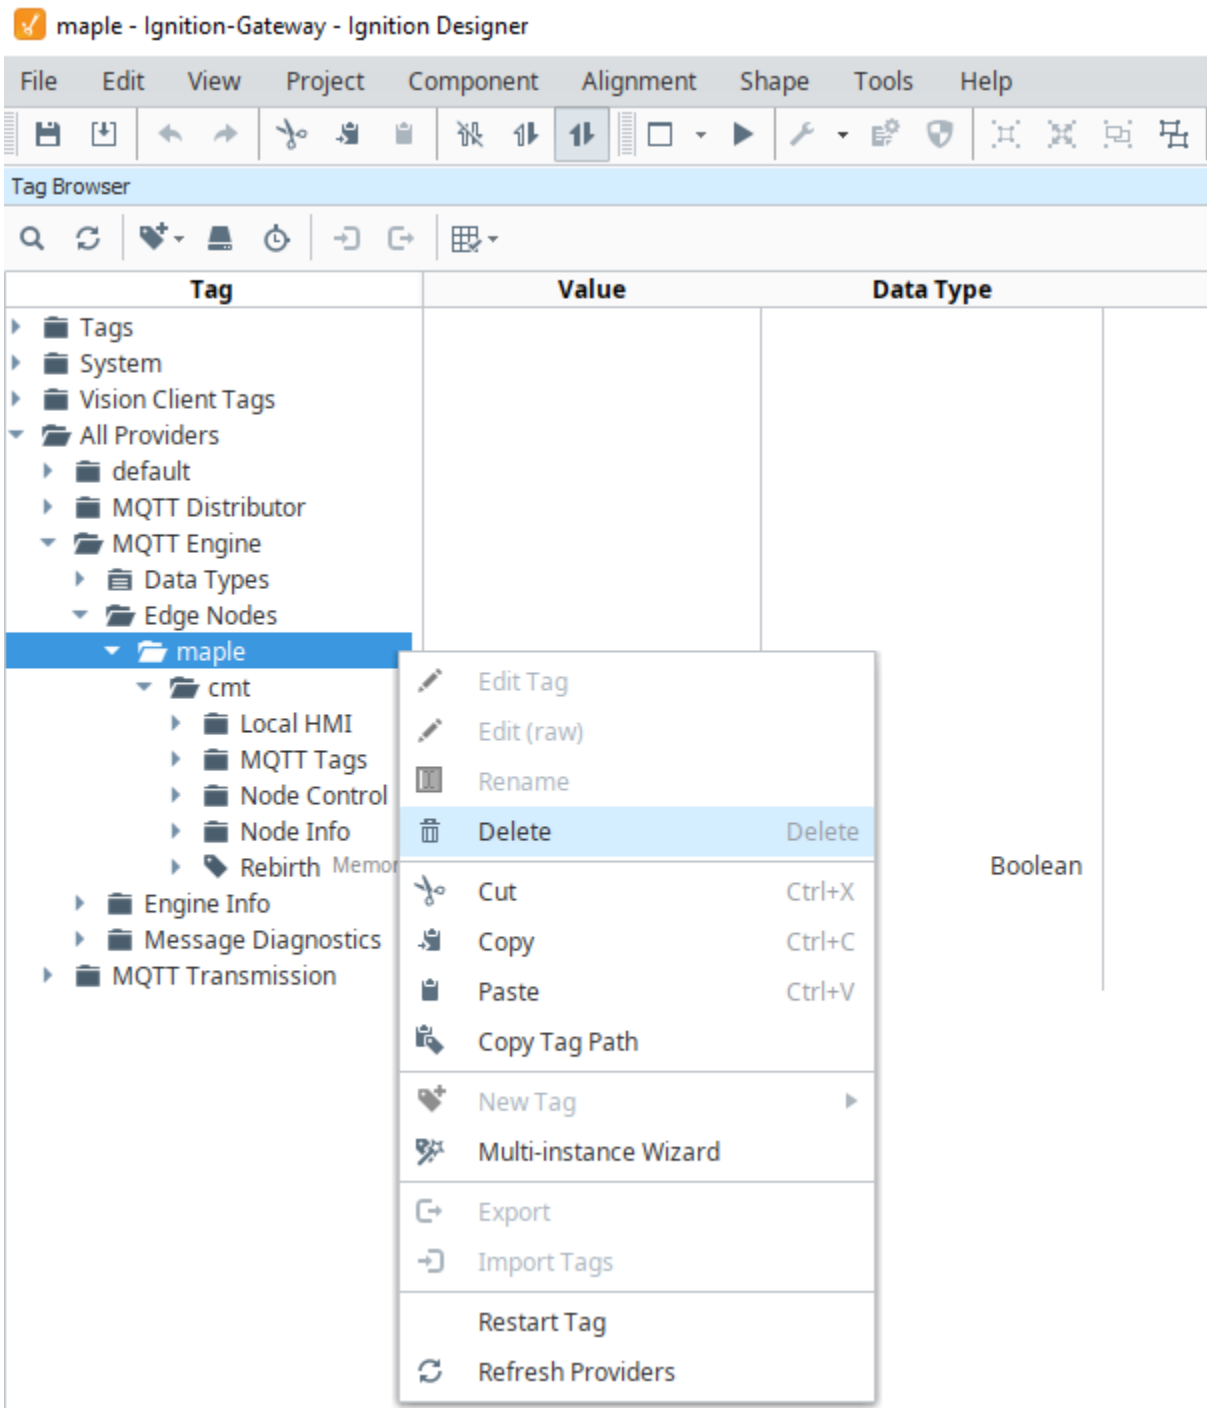 maple - Ignition-Gateway - Ignition Designer
File Edit View Project Component Alignment Shape Tools Help
Tag Browser
Tag Value Data Type
Tags
System
Vision Client Tags
All Providers
default
MQTT Distributor
MQTT Engine
Data Types
Edge Nodes
maple
cmt
Local HMI
MQTT Tags
Node Control
Node Info
Rebirth Boolean
Engine Info
Message Diagnostics
MQTT Transmission
Edit Tag
Edit (raw)
Rename
Delete Delete
Cut Ctrl+X
Copy Ctrl+C
Paste Ctrl+V
Copy Tag Path
New Tag
Multi-instance Wizard
Export
Import Tags
Restart Tag
Refresh Providers